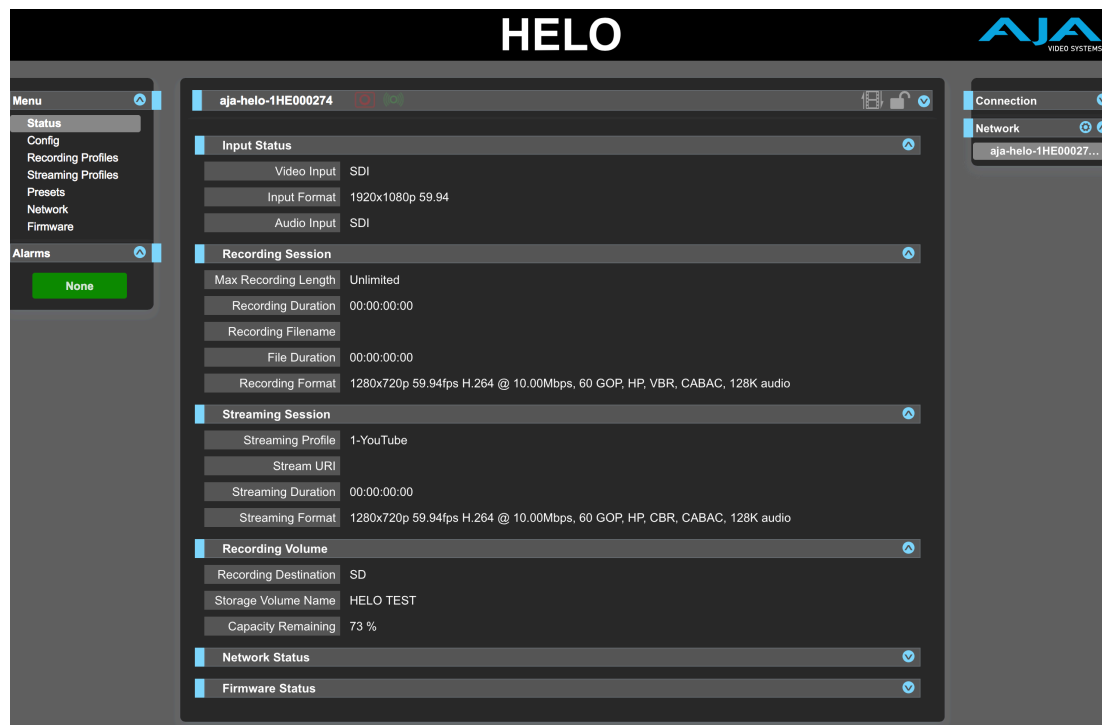 HELO
AJA
VIDEO SYSTEMS
Menu
Status
Config
Recording Profiles
Streaming Profiles
Presets
Network
Firmware
Alarms
None
aja-helo-1HE000274
Input Status
Video Input SDI
Input Format 1920x1080p 59.94
Audio Input SDI
Recording Session
Max Recording Length Unlimited
Recording Duration 00:00:00:00
Recording Filename
File Duration 00:00:00:00
Recording Format 1280x720p 59.94fps H.264 @ 10.00Mbps, 60 GOP, HP, VBR, CABAC, 128K audio
Streaming Session
Streaming Profile 1-YouTube
Stream URI
Streaming Duration 00:00:00:00
Streaming Format 1280x720p 59.94fps H.264 @ 10.00Mbps, 60 GOP, HP, CBR, CABAC, 128K audio
Recording Volume
Recording Destination SD
Storage Volume Name HELO TEST
Capacity Remaining 73 %
Network Status
Firmware Status
Connection
Network
aja-helo-1HE00027...